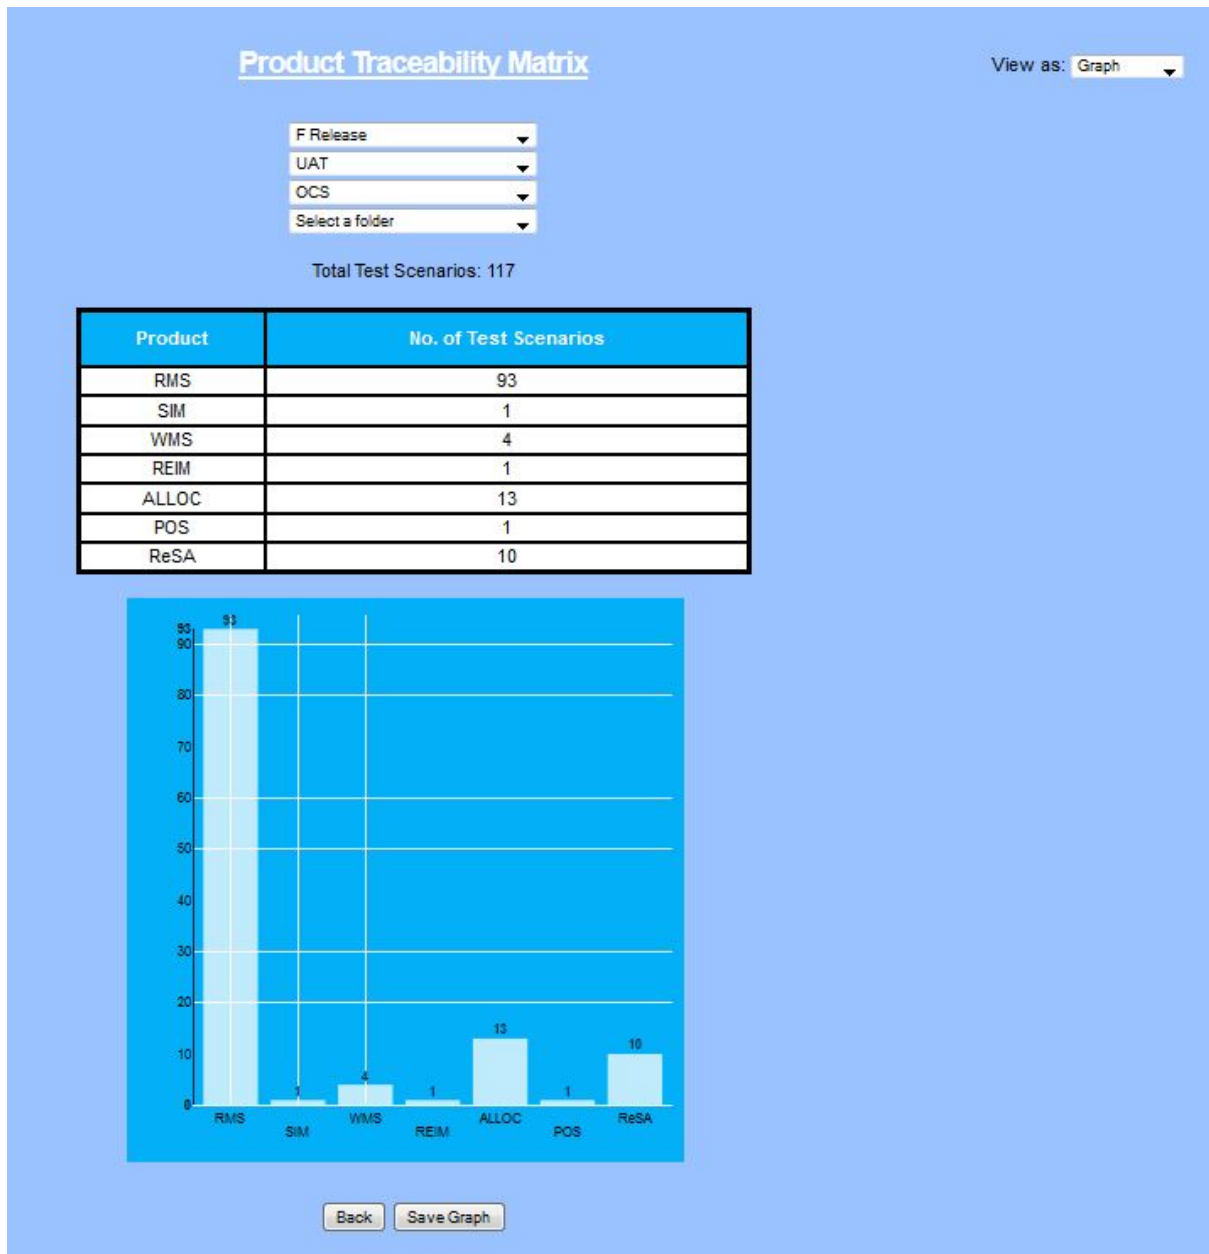 Product Traceability Matrix
View as: Graph
F Release
UAT
OCS
Select a folder
Total Test Scenarios: 117
Product No. of Test Scenarios
RMS 93
SIM 1
WMS 4
REIM 1
ALLOC 13
POS 1
ReSA 10
93 93
90
80
70
60
50
40
30
20
13
10 10
4
1 1 1
0
RMS WMS ALLOC ReSA
SIM REIM POS
Back Save Graph